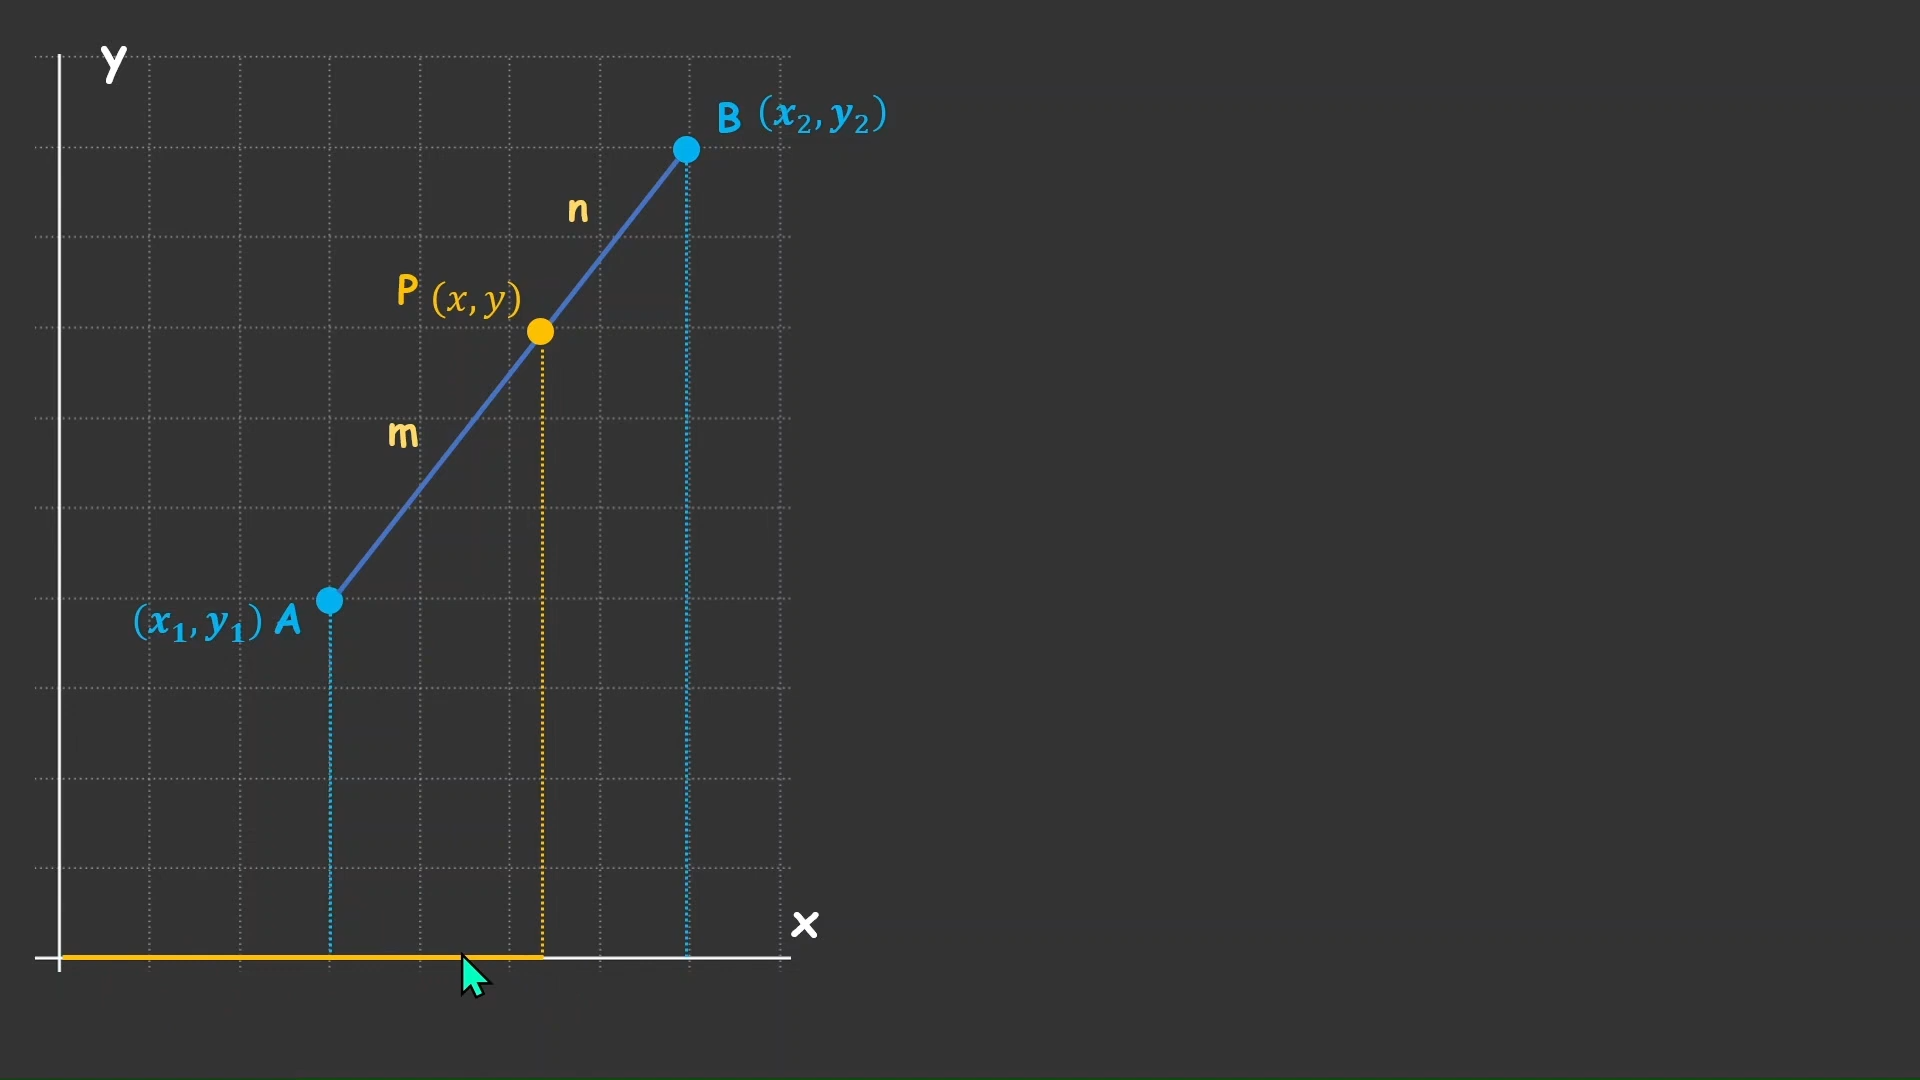 y
B (x₂, y₂)
n
P (x, y)
m
(x₁, y₁) A
x